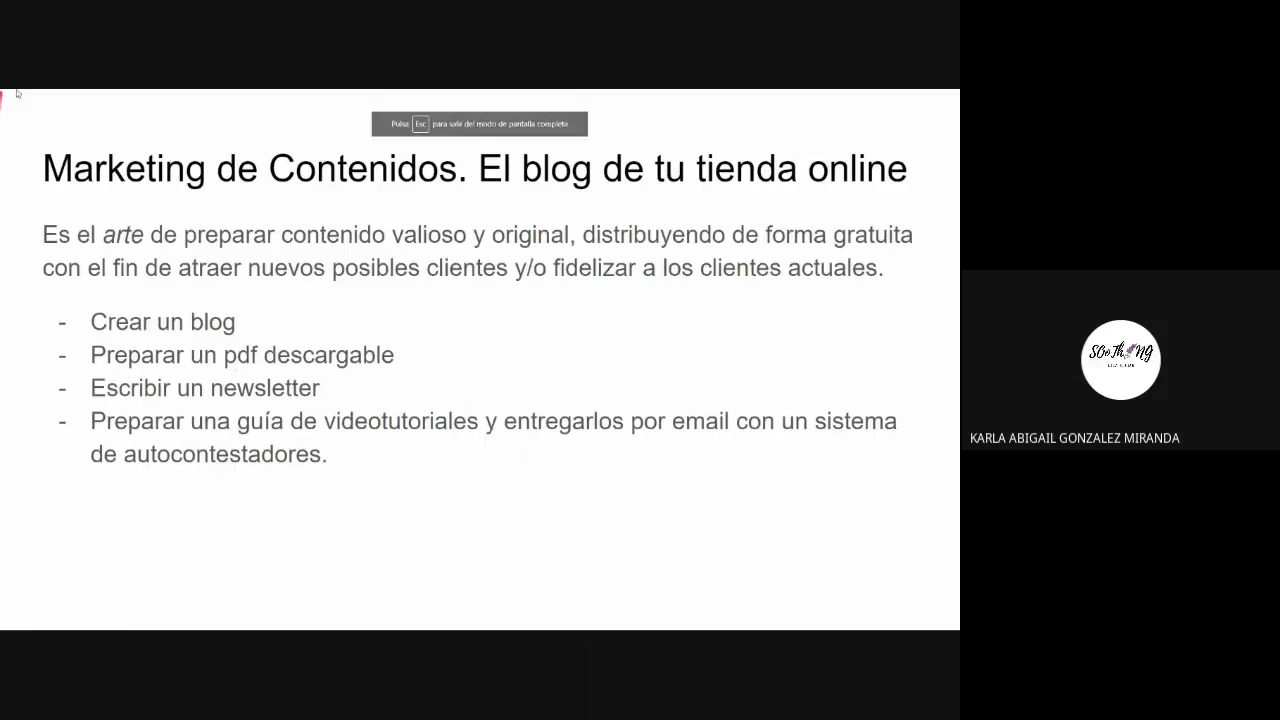 Pulsa Esc para salir del modo de pantalla completa
Marketing de Contenidos. El blog de tu tienda online
Es el arte de preparar contenido valioso y original, distribuyendo de forma gratuita
con el fin de atraer nuevos posibles clientes y/o fidelizar a los clientes actuales.
- Crear un blog
- Preparar un pdf descargable
- Escribir un newsletter
- Preparar una guía de videotutoriales y entregarlos por email con un sistema
de autocontestadores.
KARLA ABIGAIL GONZALEZ MIRANDA